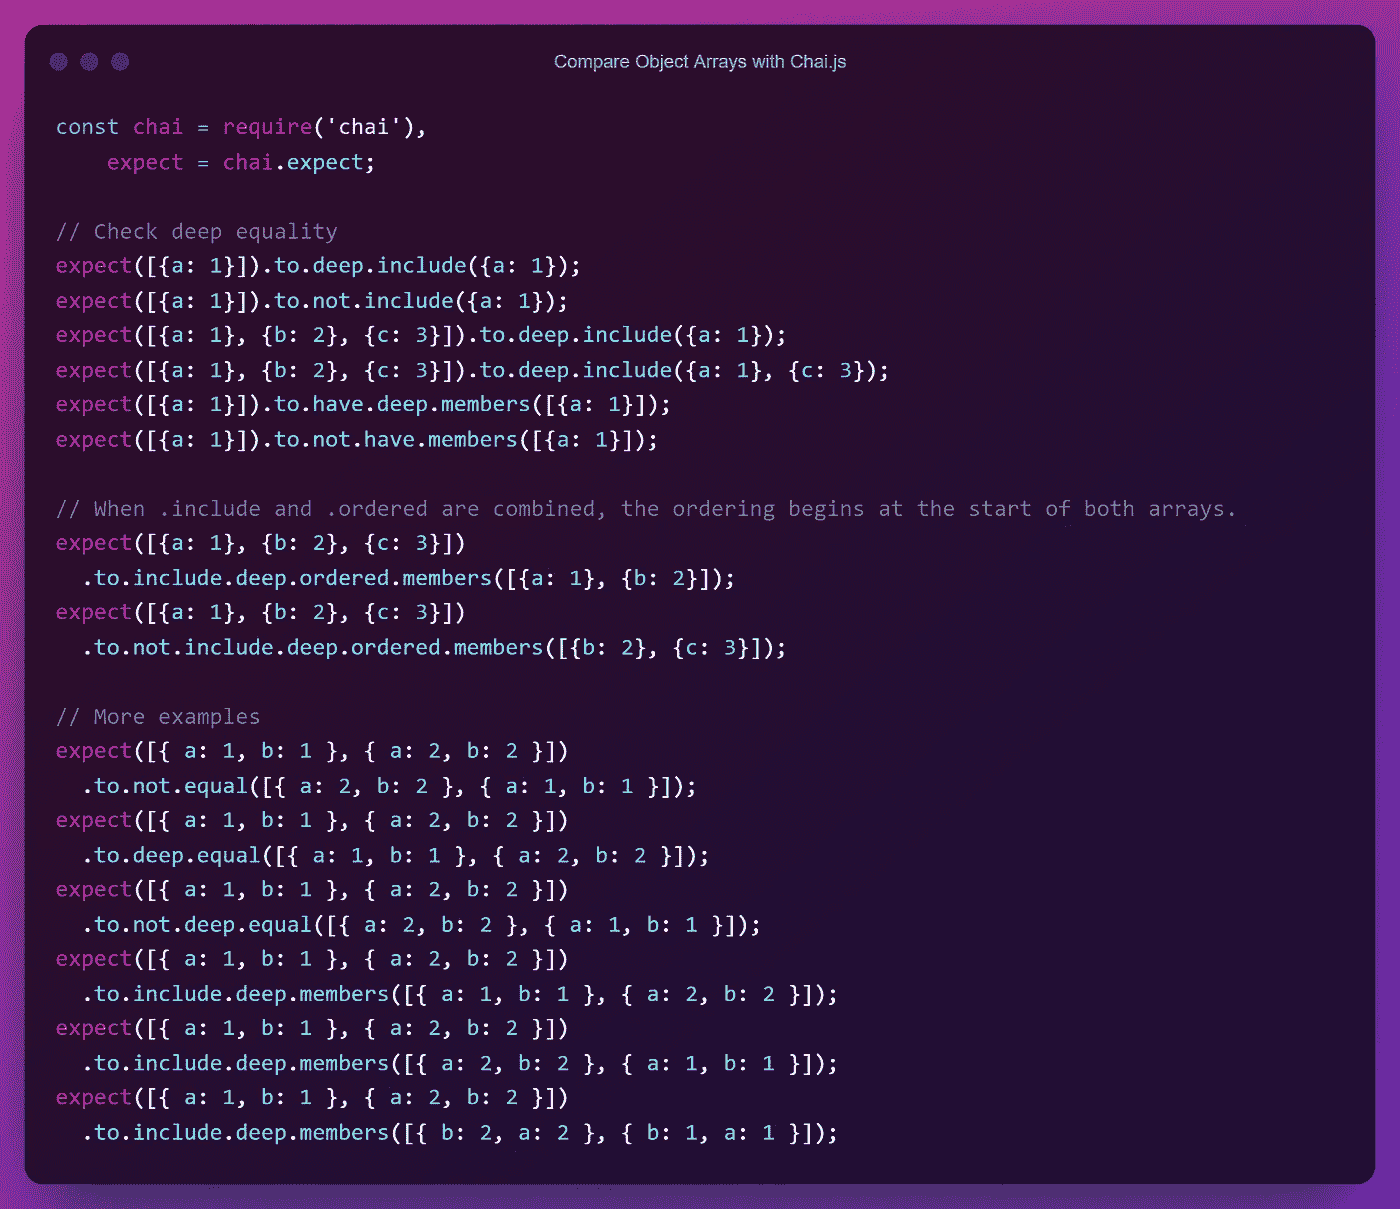 Compare Object Arrays with Chai.js
const chai = require('chai'),
    expect = chai.expect;
// Check deep equality
expect([{a: 1}]).to.deep.include({a: 1});
expect([{a: 1}]).to.not.include({a: 1});
expect([{a: 1}, {b: 2}, {c: 3}]).to.deep.include({a: 1});
expect([{a: 1}, {b: 2}, {c: 3}]).to.deep.include({a: 1}, {c: 3});
expect([{a: 1}]).to.have.deep.members([{a: 1}]);
expect([{a: 1}]).to.not.have.members([{a: 1}]);
// When .include and .ordered are combined, the ordering begins at the start of both arrays.
expect([{a: 1}, {b: 2}, {c: 3}])
  .to.include.deep.ordered.members([{a: 1}, {b: 2}]);
expect([{a: 1}, {b: 2}, {c: 3}])
  .to.not.include.deep.ordered.members([{b: 2}, {c: 3}]);
// More examples
expect([{ a: 1, b: 1 }, { a: 2, b: 2 }])
  .to.not.equal([{ a: 2, b: 2 }, { a: 1, b: 1 }]);
expect([{ a: 1, b: 1 }, { a: 2, b: 2 }])
  .to.deep.equal([{ a: 1, b: 1 }, { a: 2, b: 2 }]);
expect([{ a: 1, b: 1 }, { a: 2, b: 2 }])
  .to.not.deep.equal([{ a: 2, b: 2 }, { a: 1, b: 1 }]);
expect([{ a: 1, b: 1 }, { a: 2, b: 2 }])
  .to.include.deep.members([{ a: 1, b: 1 }, { a: 2, b: 2 }]);
expect([{ a: 1, b: 1 }, { a: 2, b: 2 }])
  .to.include.deep.members([{ a: 2, b: 2 }, { a: 1, b: 1 }]);
expect([{ a: 1, b: 1 }, { a: 2, b: 2 }])
  .to.include.deep.members([{ b: 2, a: 2 }, { b: 1, a: 1 }]);